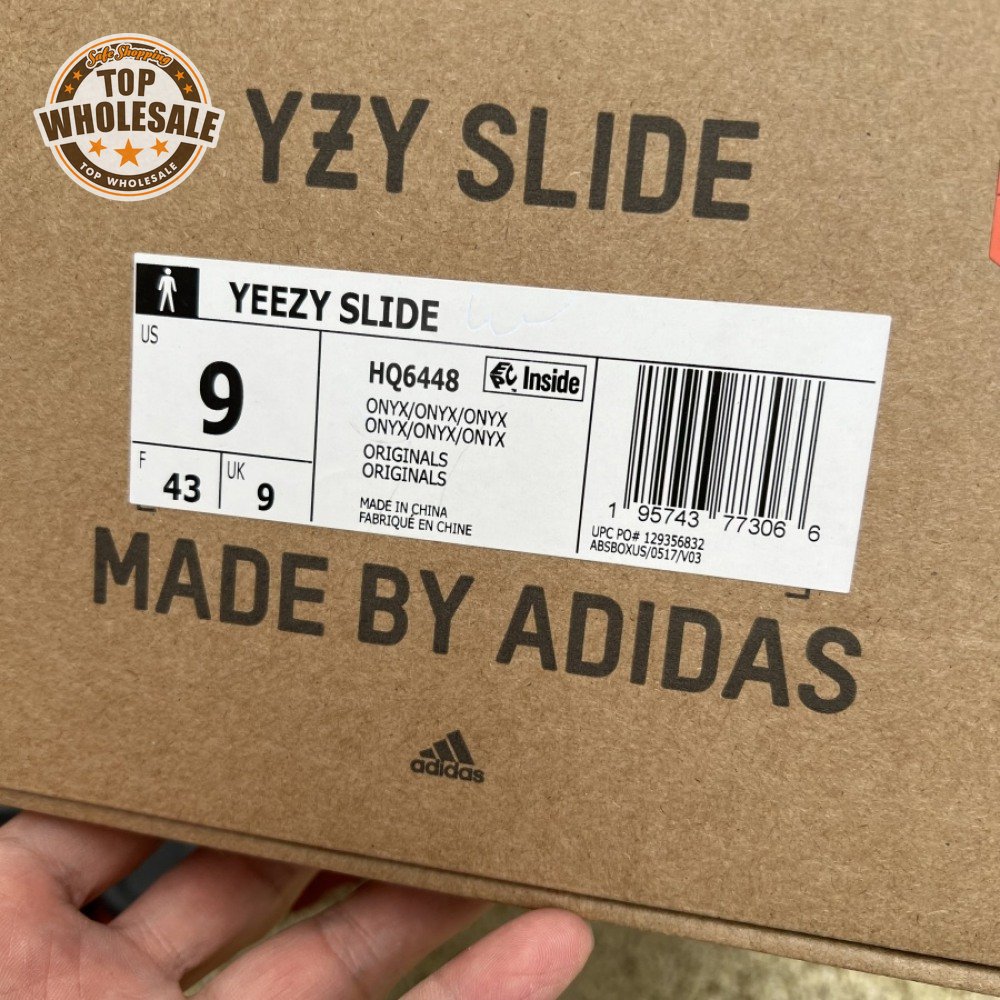 Safe Shopping
TOP
WHOLESALE
TOP WHOLESALE
YZY SLIDE
YEEZY SLIDE
US
9
F
43
UK
9
HQ6448
Inside
ONYX/ONYX/ONYX
ONYX/ONYX/ONYX
ORIGINALS
ORIGINALS
MADE IN CHINA
FABRIQUÉ EN CHINE
1 95743 77306 6
UPC PO# 129356832
ABSBOXUS/0517/V03
MADE BY ADIDAS
adidas